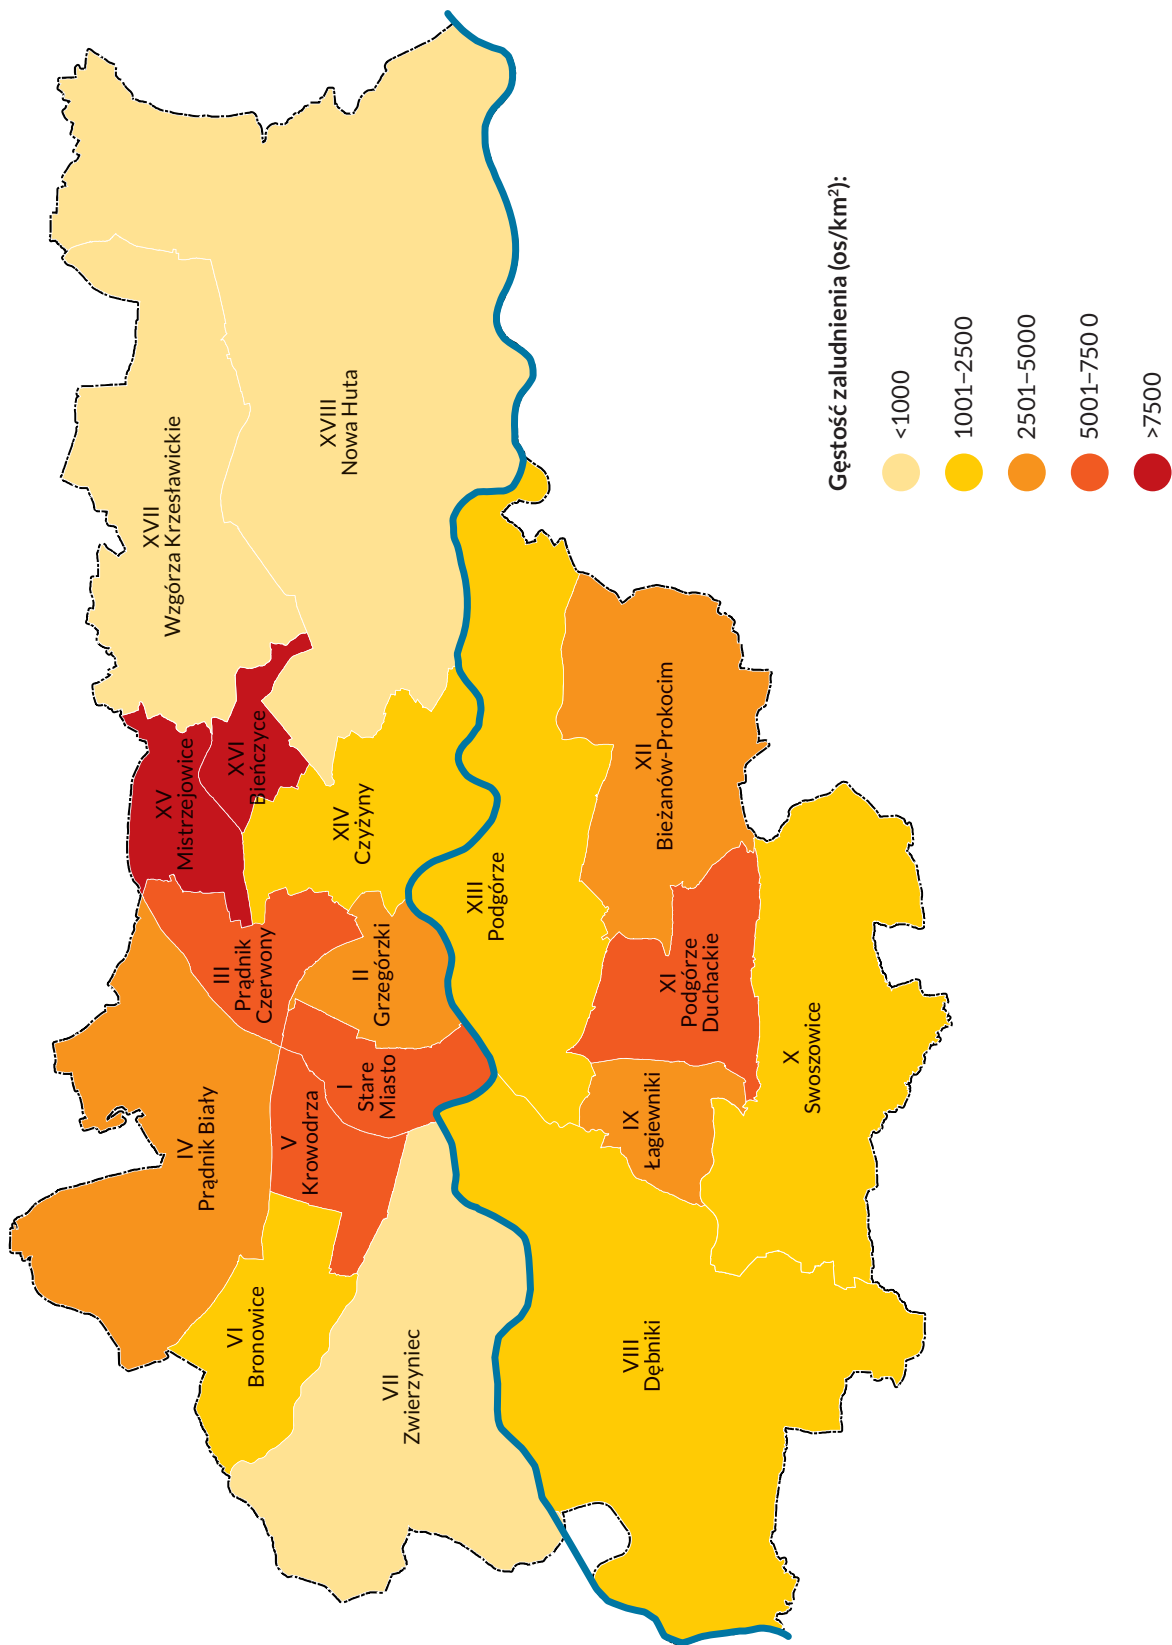 I
Stare
Miasto
II
Grzegórzki
III
Prądnik
Czerwony
IV
Prądnik Biały
V
Krowodrza
VI
Bronowice
VII
Zwierzyniec
VIII
Dębniki
IX
Łagiewniki
X
Swoszowice
XI
Podgórze
Duchackie
XII
Bieżanów-Prokocim
XIII
Podgórze
XIV
Czyżyny
XV
Mistrzejowice
XVI
Bieńczyce
XVII
Wzgórza Krzesławickie
XVIII
Nowa Huta
Gęstość zaludnienia (os/km²):
<1000
1001–2500
2501–5000
5001–750 0
>7500